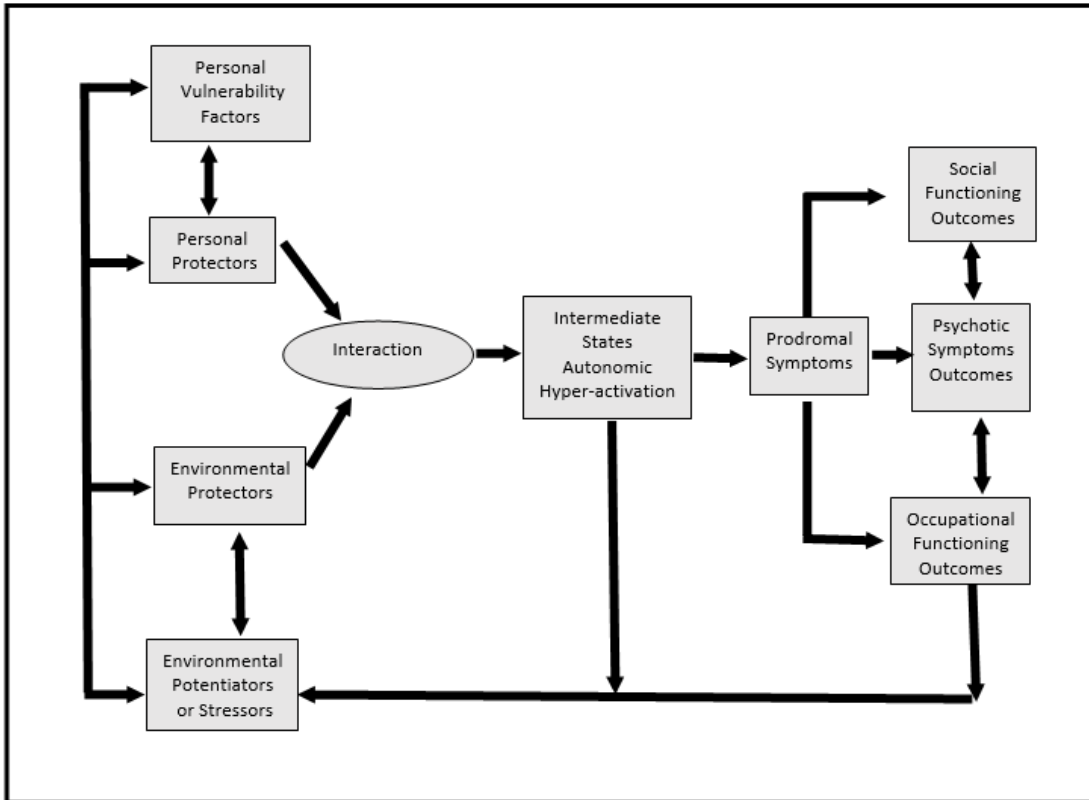 Personal
Vulnerability
Factors
Personal
Protectors
Interaction
Environmental
Protectors
Environmental
Potentiators
or Stressors
Intermediate
States
Autonomic
Hyper-activation
Prodromal
Symptoms
Social
Functioning
Outcomes
Psychotic
Symptoms
Outcomes
Occupational
Functioning
Outcomes